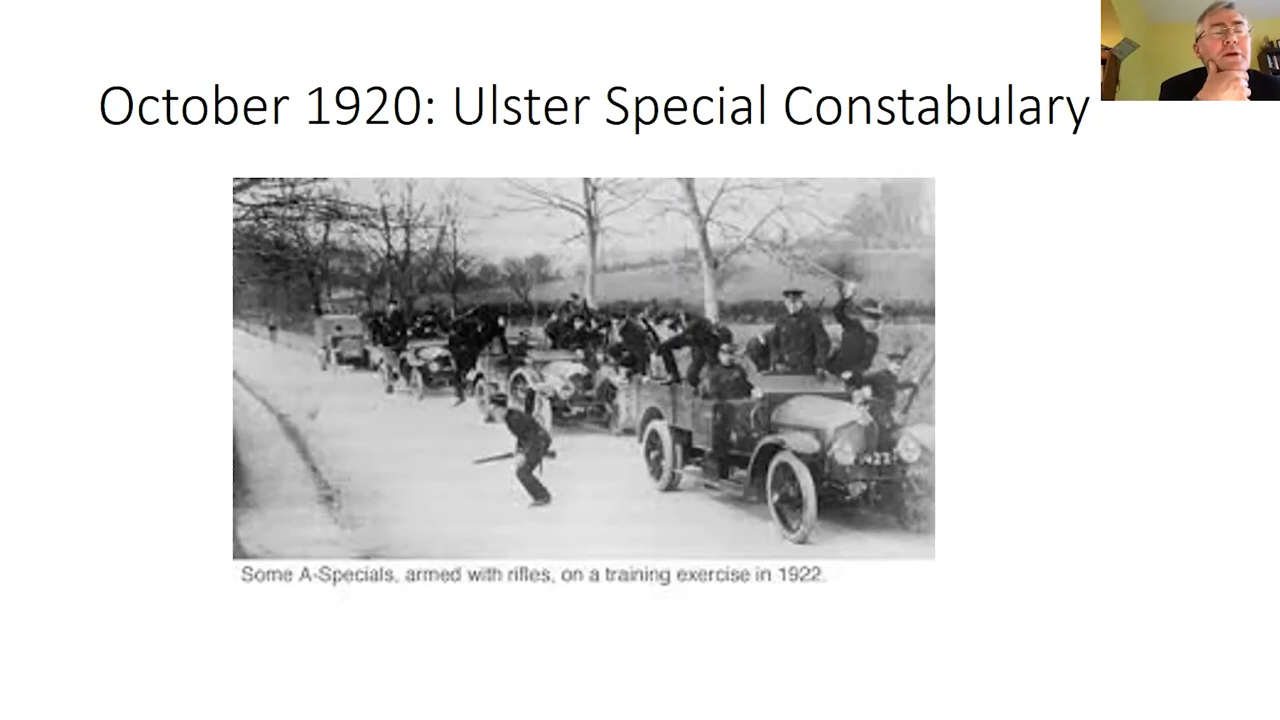 October 1920: Ulster Special Constabulary
Some A-Specials, armed with rifles, on a training exercise in 1922.